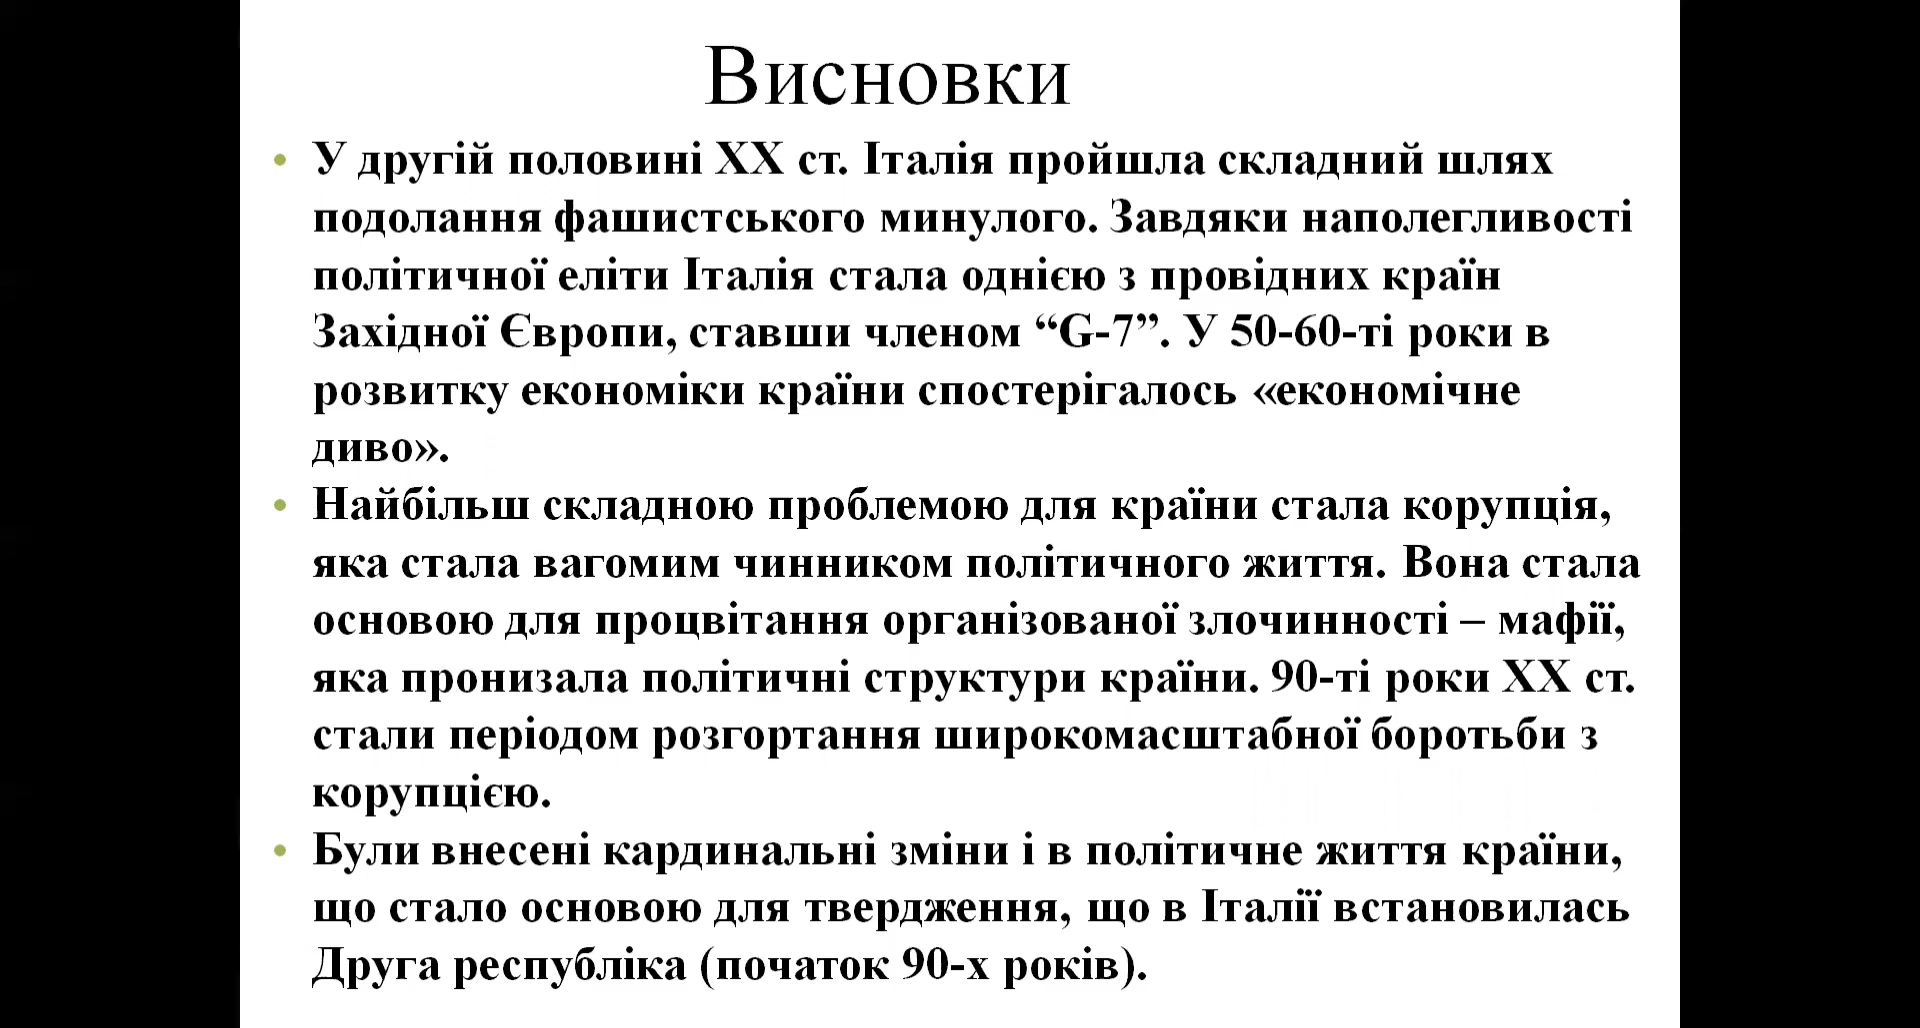 Висновки
• У другій половині ХХ ст. Італія пройшла складний шлях
подолання фашистського минулого. Завдяки наполегливості
політичної еліти Італія стала однією з провідних країн
Західної Європи, ставши членом “G-7”. У 50-60-ті роки в
розвитку економіки країни спостерігалось «економічне
диво».
• Найбільш складною проблемою для країни стала корупція,
яка стала вагомим чинником політичного життя. Вона стала
основою для процвітання організованої злочинності – мафії,
яка пронизала політичні структури країни. 90-ті роки ХХ ст.
стали періодом розгортання широкомасштабної боротьби з
корупцією.
• Були внесені кардинальні зміни і в політичне життя країни,
що стало основою для твердження, що в Італії встановилась
Друга республіка (початок 90-х років).